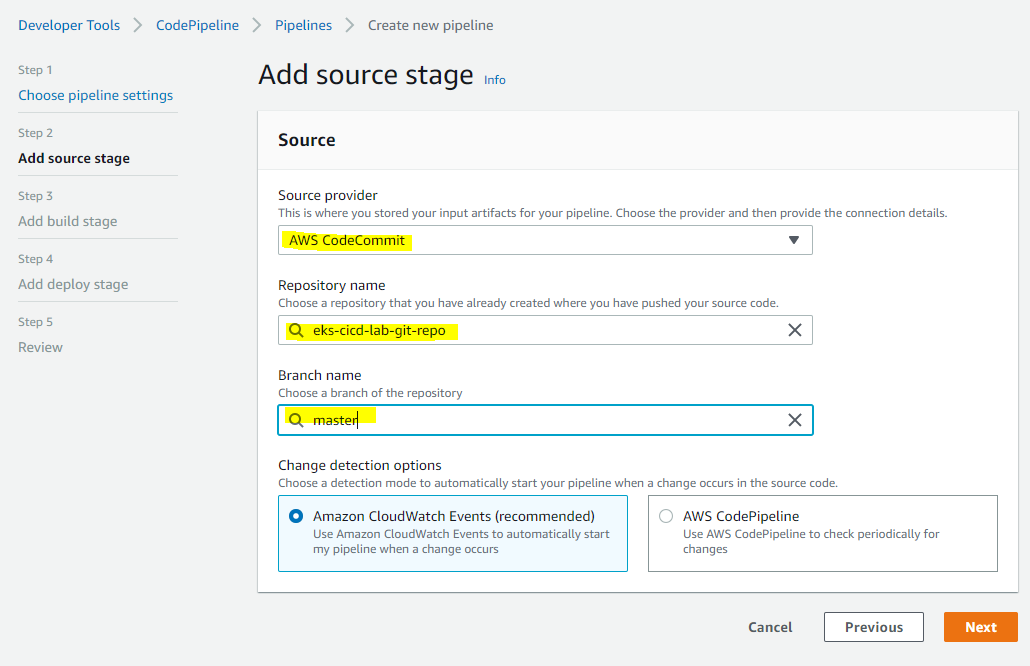 Developer Tools > CodePipeline > Pipelines > Create new pipeline
Step 1
Choose pipeline settings
Step 2
Add source stage
Step 3
Add build stage
Step 4
Add deploy stage
Step 5
Review
Add source stage Info
Source
Source provider
This is where you stored your input artifacts for your pipeline. Choose the provider and then provide the connection details.
AWS CodeCommit
Repository name
Choose a repository that you have already created where you have pushed your source code.
eks-cicd-lab-git-repo
Branch name
Choose a branch of the repository
master
Change detection options
Choose a detection mode to automatically start your pipeline when a change occurs in the source code.
Amazon CloudWatch Events (recommended)
Use Amazon CloudWatch Events to automatically start
my pipeline when a change occurs
AWS CodePipeline
Use AWS CodePipeline to check periodically for
changes
Cancel
Previous
Next